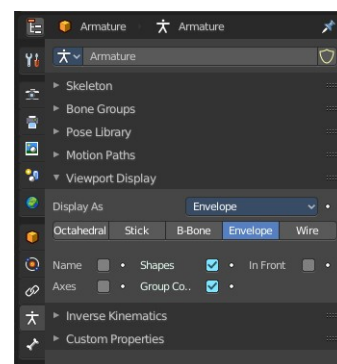 Armature Armature
Armature
Skeleton
Bone Groups
Pose Library
Motion Paths
Viewport Display
Display As Envelope
Octahedral Stick B-Bone Envelope Wire
Name Shapes In Front
Axes Group Co..
Inverse Kinematics
Custom Properties